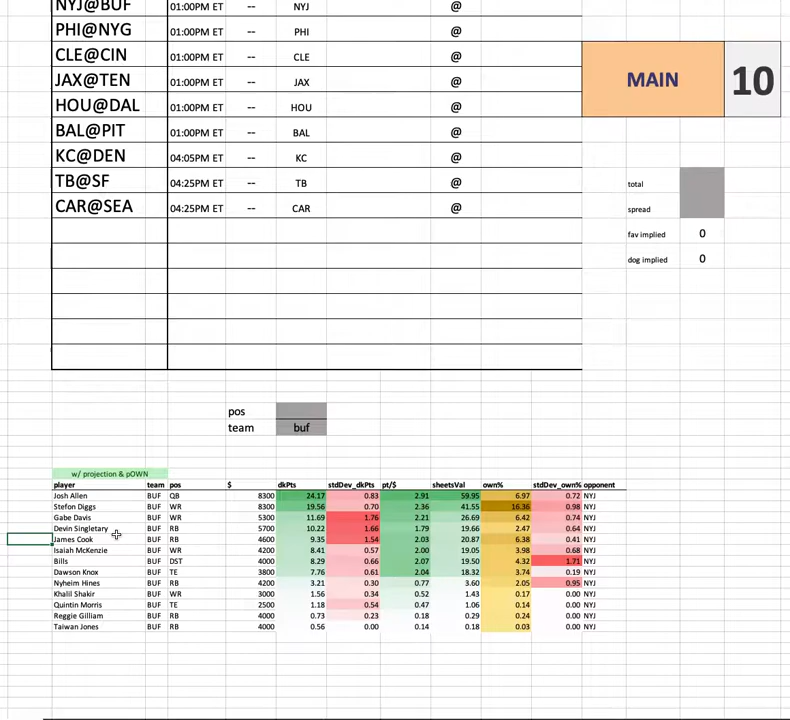 NYJ@BUF 01:00PM ET -- NYJ @
PHI@NYG 01:00PM ET -- PHI @
CLE@CIN 01:00PM ET -- CLE @
JAX@TEN 01:00PM ET -- JAX @
HOU@DAL 01:00PM ET -- HOU @
BAL@PIT 01:00PM ET -- BAL @
KC@DEN 04:05PM ET -- KC @
TB@SF 04:25PM ET -- TB @
CAR@SEA 04:25PM ET -- CAR @
MAIN 10
total
spread
fav implied 0
dog implied 0
pos
team buf
w/ projection & pOWN
player team pos $ dkPts stdDev_dkPts pt/$ sheetsVal own% stdDev_own% opponent
Josh Allen BUF QB 8300 24.17 0.83 2.91 59.95 6.97 0.72 NYJ
Stefon Diggs BUF WR 8300 19.56 0.70 2.36 41.55 16.36 0.98 NYJ
Gabe Davis BUF WR 5300 11.69 1.76 2.21 26.69 6.42 0.74 NYJ
Devin Singletary BUF RB 5700 10.22 1.66 1.79 19.66 2.47 0.64 NYJ
James Cook BUF RB 4600 9.35 1.54 2.03 20.87 6.38 0.41 NYJ
Isaiah McKenzie BUF WR 4200 8.41 0.57 2.00 19.05 3.98 0.68 NYJ
Bills BUF DST 4000 8.29 0.66 2.07 19.50 4.32 1.71 NYJ
Dawson Knox BUF TE 3800 7.76 0.61 2.04 18.32 3.74 0.19 NYJ
Nyheim Hines BUF RB 4200 3.21 0.30 0.77 3.60 2.05 0.95 NYJ
Khalil Shakir BUF WR 3000 1.56 0.34 0.52 1.43 0.17 0.00 NYJ
Quintin Morris BUF TE 2500 1.18 0.54 0.47 1.06 0.14 0.00 NYJ
Reggie Gilliam BUF RB 4000 0.73 0.23 0.18 0.29 0.24 0.00 NYJ
Taiwan Jones BUF RB 4000 0.56 0.00 0.14 0.18 0.03 0.00 NYJ